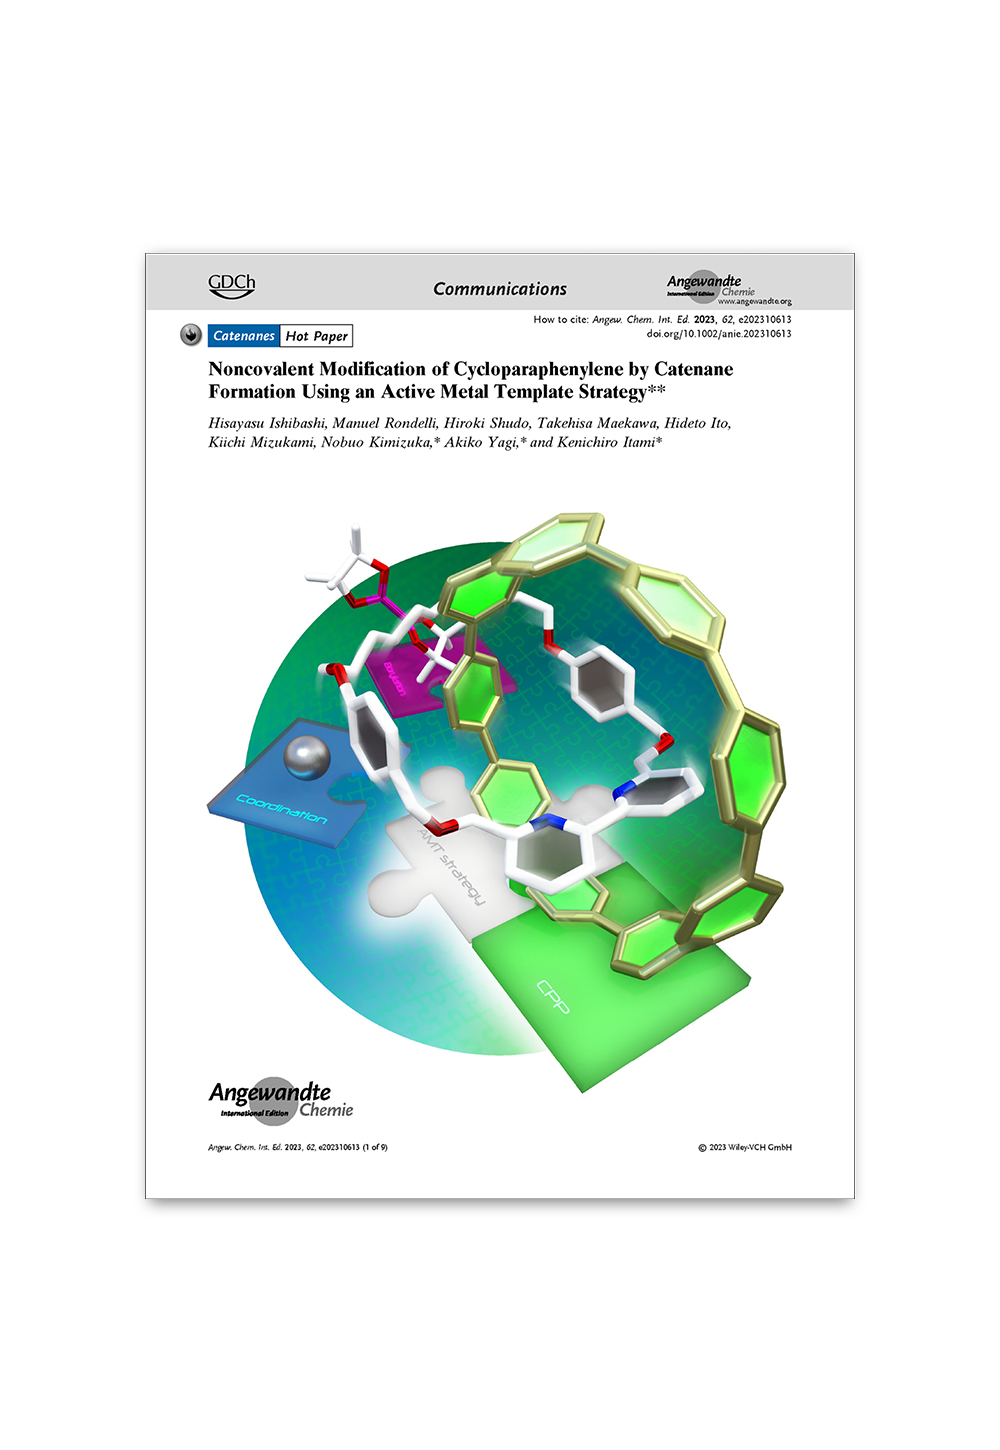 GDCh
Communications
Angewandte
International Edition Chemie
www.angewandte.org
How to cite: Angew. Chem. Int. Ed. 2023, 62, e202310613
doi.org/10.1002/anie.202310613
Catenanes Hot Paper
Noncovalent Modification of Cycloparaphenylene by Catenane
Formation Using an Active Metal Template Strategy**
Hisayasu Ishibashi, Manuel Rondelli, Hiroki Shudo, Takehisa Maekawa, Hideto Ito,
Kiichi Mizukami, Nobuo Kimizuka,* Akiko Yagi,* and Kenichiro Itami*
Borylation
Coordination
AMT strategy
CPP
Angewandte
International Edition Chemie
Angew. Chem. Int. Ed. 2023, 62, e202310613 (1 of 9)
© 2023 Wiley-VCH GmbH